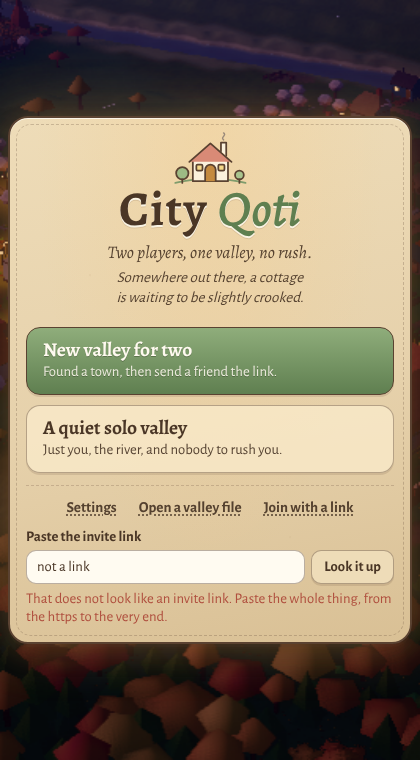 City Qoti
Two players, one valley, no rush.
Somewhere out there, a cottage
is waiting to be slightly crooked.
New valley for two
Found a town, then send a friend the link.
A quiet solo valley
Just you, the river, and nobody to rush you.
Settings Open a valley file Join with a link
Paste the invite link
not a link Look it up
That does not look like an invite link. Paste the whole thing, from
the https to the very end.